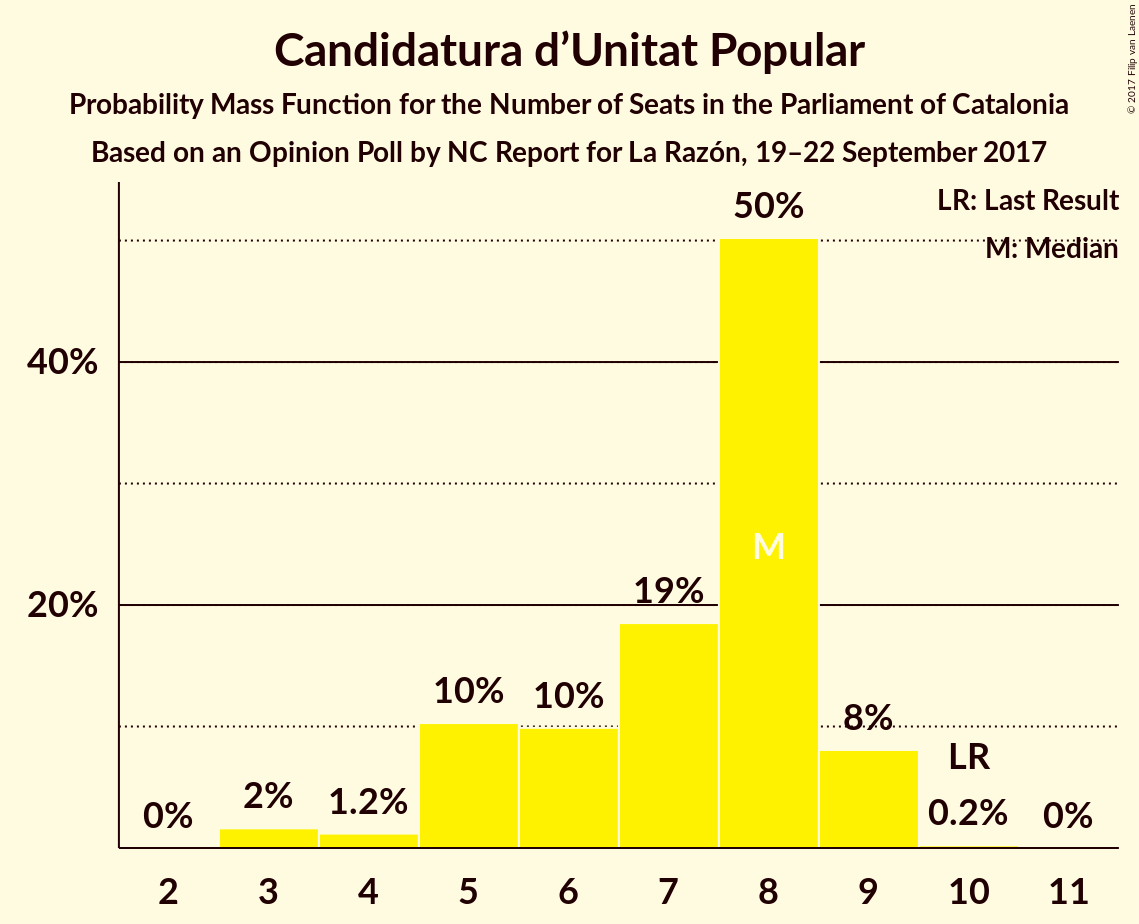 Candidatura d’Unitat Popular
Probability Mass Function for the Number of Seats in the Parliament of Catalonia
Based on an Opinion Poll by NC Report for La Razón, 19–22 September 2017
© 2017 Filip van Laenen
LR: Last Result
M: Median
40%
20%
0%
2%
1.2%
10%
10%
19%
50%
M
8%
LR
0.2%
0%
2 3 4 5 6 7 8 9 10 11